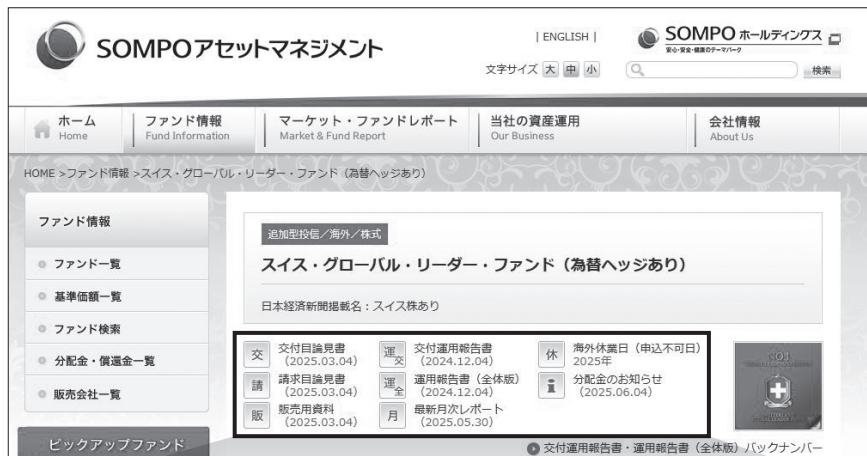 SOMPOアセットマネジメント
| ENGLISH |
SOMPO ホールディングス
安心・安全・健康のテーマパーク
文字サイズ 大 中 小
検索
ホーム
Home
ファンド情報
Fund Information
マーケット・ファンドレポート
Market & Fund Report
当社の資産運用
Our Business
会社情報
About Us
HOME >ファンド情報 >スイス・グローバル・リーダー・ファンド（為替ヘッジあり）
ファンド情報
ファンド一覧
基準価額一覧
ファンド検索
分配金・償還金一覧
販売会社一覧
ピックアップファンド
追加型投信／海外／株式
スイス・グローバル・リーダー・ファンド（為替ヘッジあり）
日本経済新聞掲載名：スイス株あり
交 交付目論見書
（2025.03.04）
運交 交付運用報告書
（2024.12.04）
休 海外休業日（申込不可日）
2025年
請 請求目論見書
（2025.03.04）
運全 運用報告書（全体版）
（2024.12.04）
i 分配金のお知らせ
（2025.06.04）
販 販売用資料
（2025.03.04）
月 最新月次レポート
（2025.05.30）
交付運用報告書・運用報告書（全体版）バックナンバー